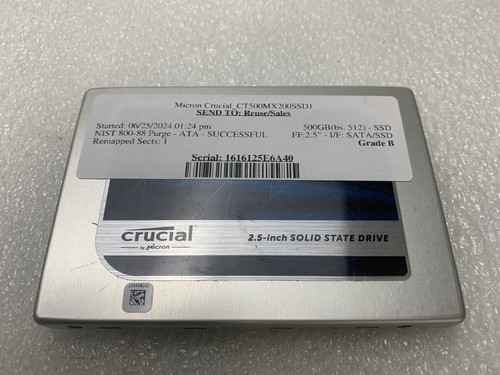 Micron Crucial_CT500MX200SSD1
SEND TO: Reuse/Sales
Started: 06/25/2024 01:24 pm 500GB(bs. 512) - SSD
NIST 800-88 Purge - ATA - SUCCESSFUL FF:2.5" - I/F: SATA/SSD
Remapped Sects: 1 Grade B
Serial: 1616125E6A40
crucial
by Micron
2.5-inch SOLID STATE DRIVE